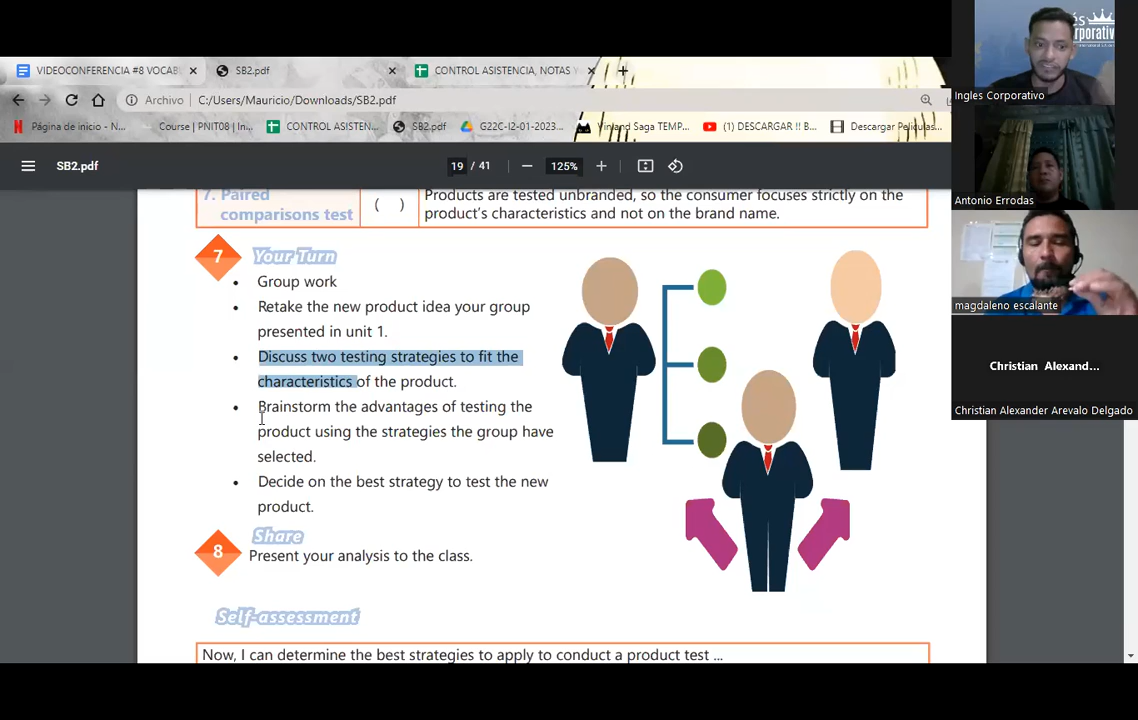 VIDEOCONFERENCIA #8 VOCAB
SB2.pdf
CONTROL ASISTENCIA, NOTAS Y
Archivo
C:/Users/Mauricio/Downloads/SB2.pdf
Página de inicio - N...
Course | PNIT08 | In...
CONTROL ASISTEN...
SB2.pdf
G22C-I2-01-2023...
Vinland Saga TEMP...
(1) DESCARGAR !! B...
Descargar Peliculas...
SB2.pdf
19 / 41
125%
7. Paired
comparisons test
( )
Products are tested unbranded, so the consumer focuses strictly on the
product's characteristics and not on the brand name.
7 Your Turn
• Group work
• Retake the new product idea your group
presented in unit 1.
• Discuss two testing strategies to fit the
characteristics of the product.
• Brainstorm the advantages of testing the
product using the strategies the group have
selected.
• Decide on the best strategy to test the new
product.
8 Share
Present your analysis to the class.
Self-assessment
Now, I can determine the best strategies to apply to conduct a product test ...
Ingles Corporativo
Antonio Errodas
magdaleno escalante
Christian Alexand...
Christian Alexander Arevalo Delgado